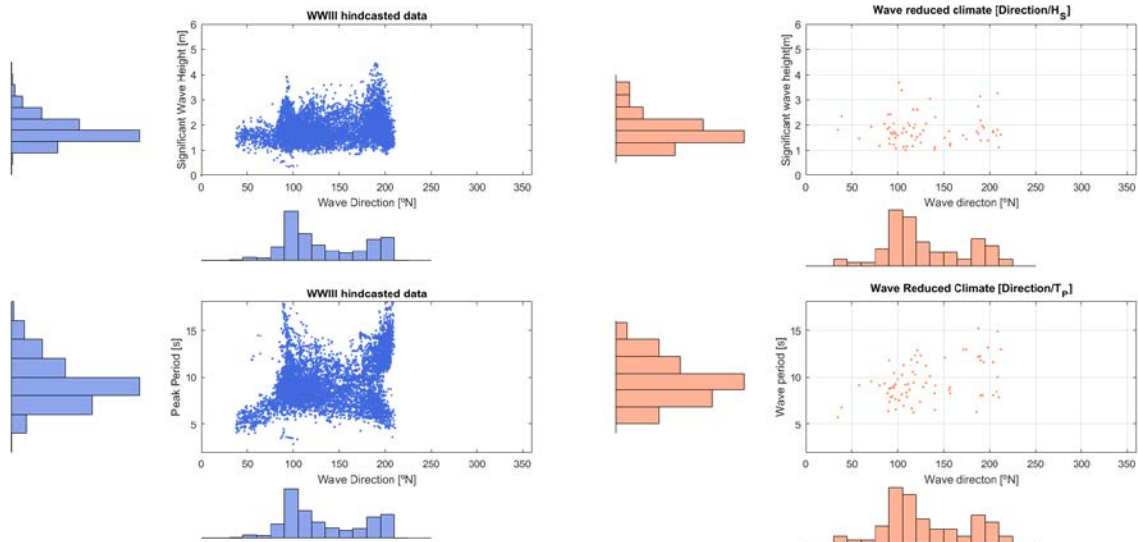 WWIII hindcasted data
Significant Wave Height [m]
6
5
4
3
2
1
0
0 50 100 150 200 250 300 350
Wave Direction [ºN]
Wave reduced climate [Direction/H_S]
Significant wave height[m]
6
5
4
3
2
1
0
0 50 100 150 200 250 300 350
Wave directon [ºN]
WWIII hindcasted data
Peak Period [s]
15
10
5
0 50 100 150 200 250 300 350
Wave Direction [ºN]
Wave Reduced Climate [Direction/T_P]
Wave period [s]
15
10
5
0 50 100 150 200 250 300 350
Wave directon [ºN]